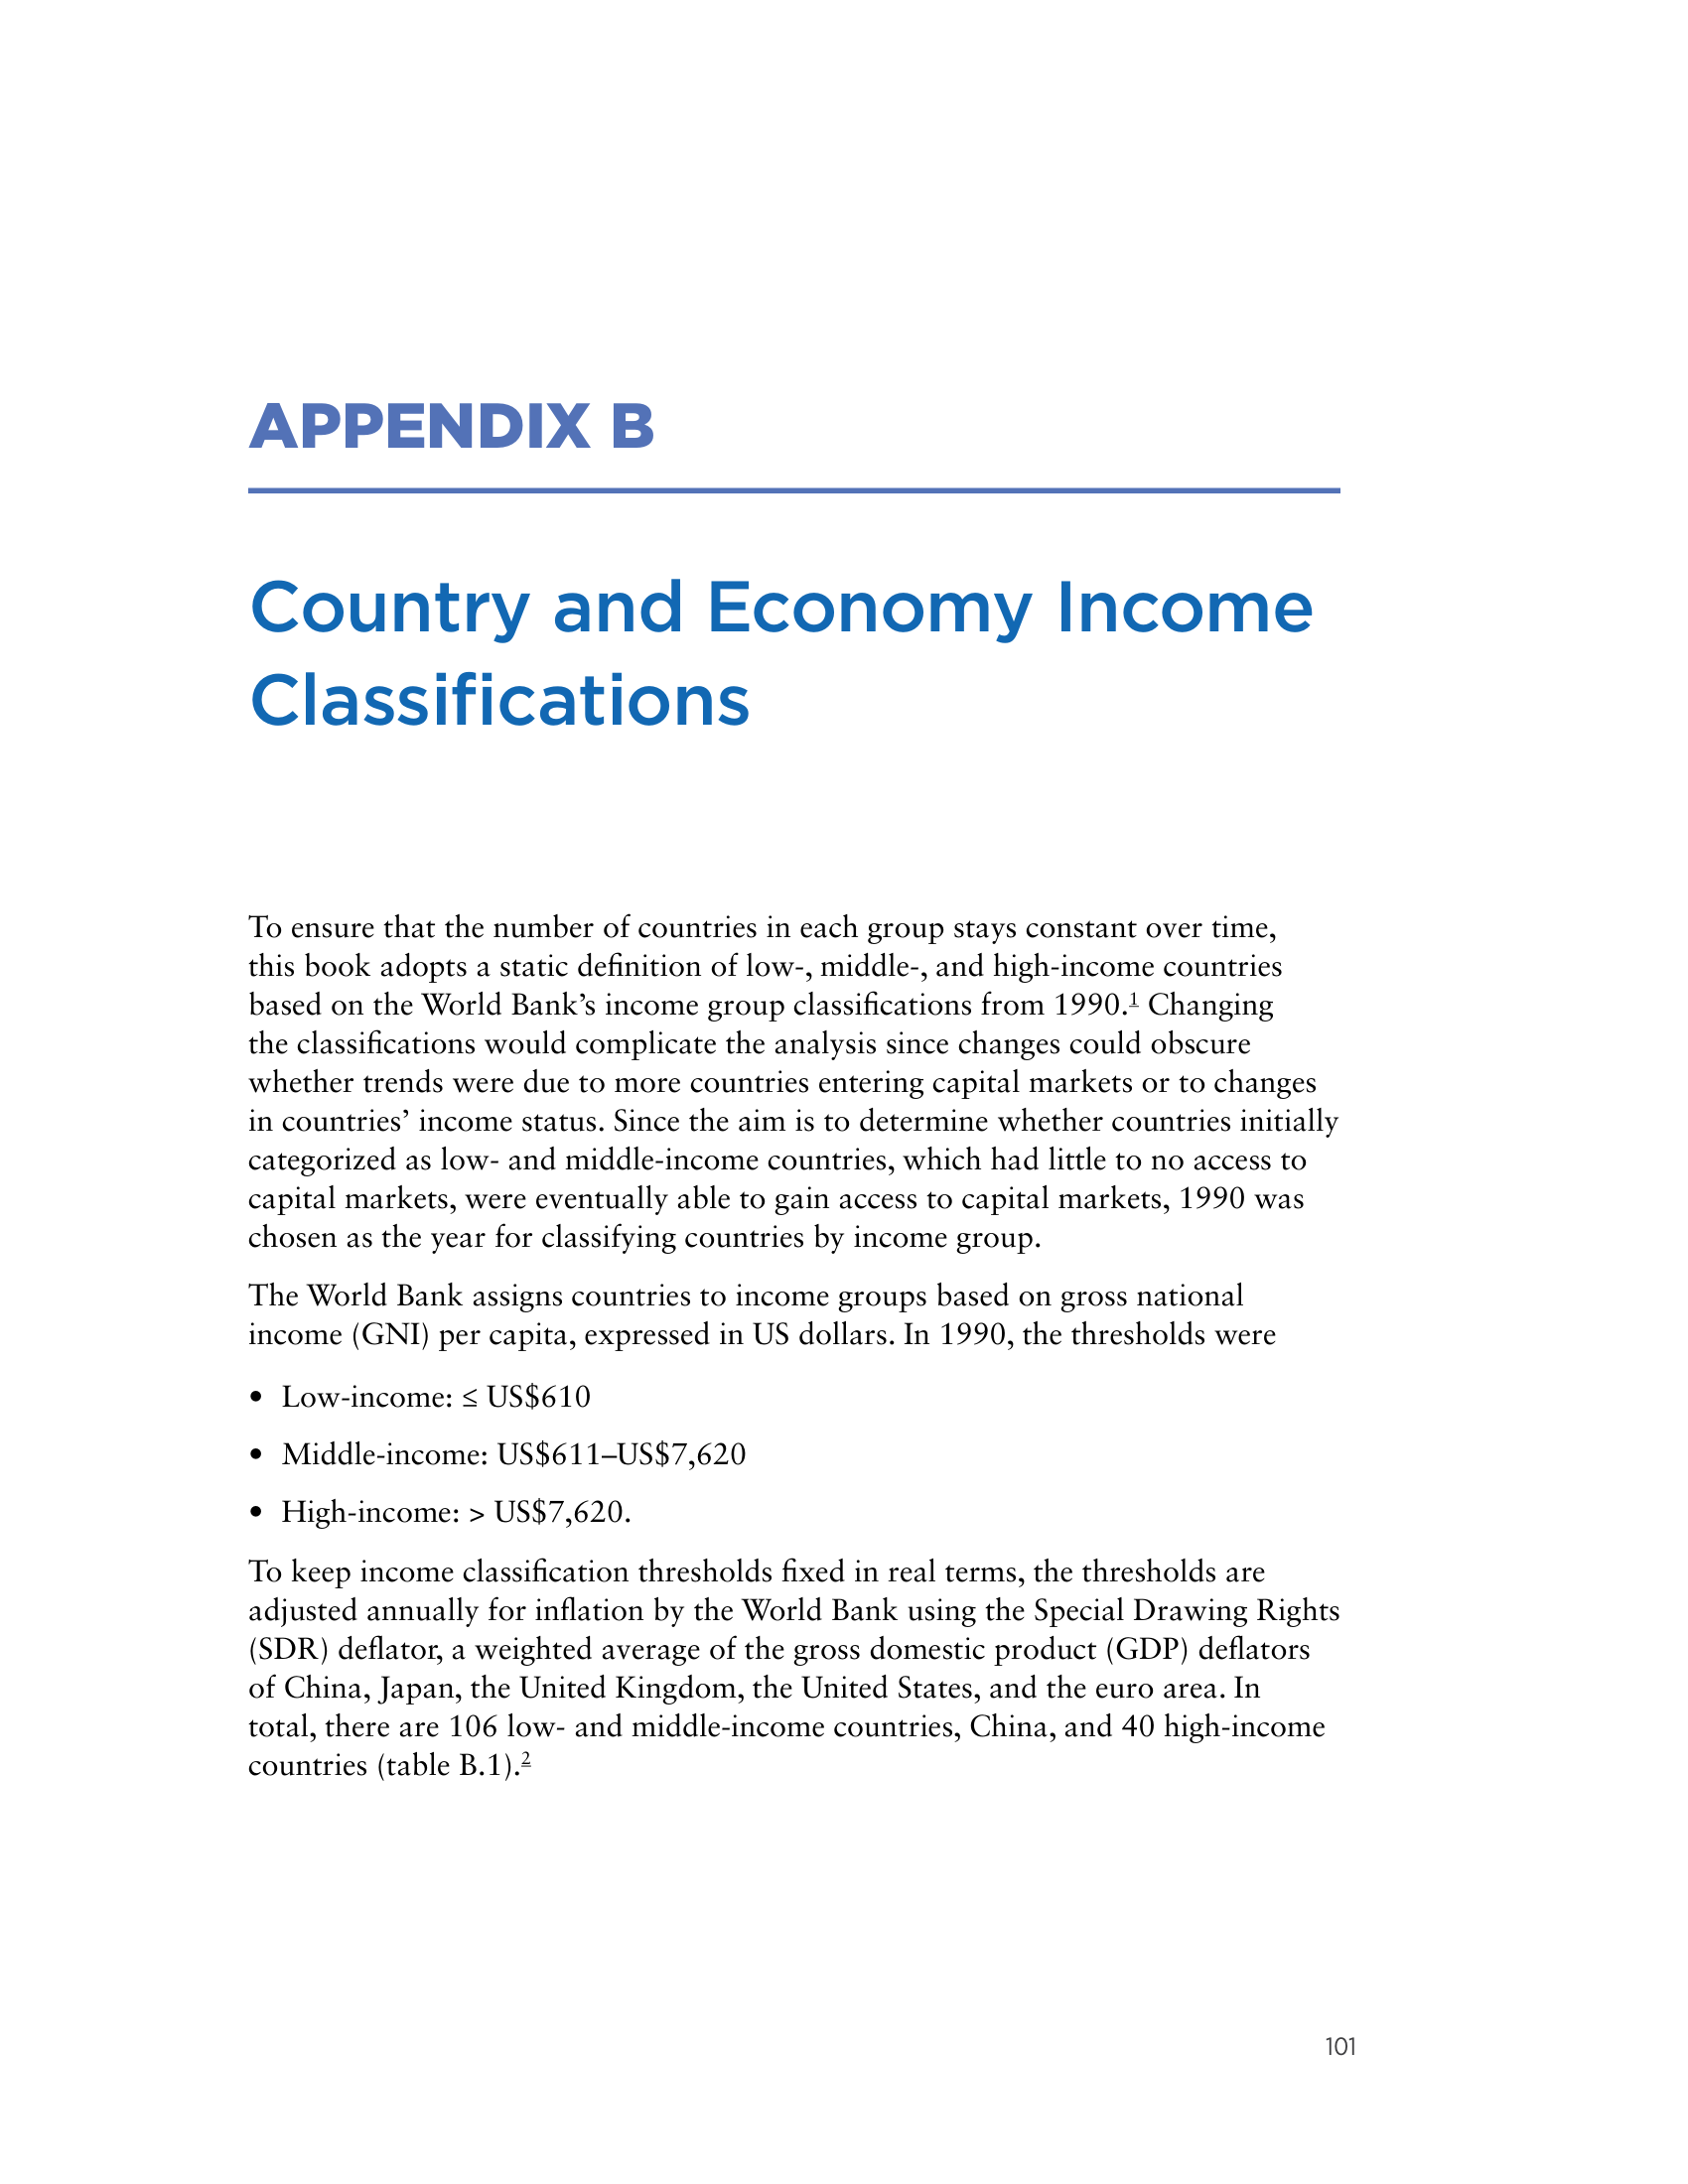 APPENDIX B
Country and Economy Income
Classifications
To ensure that the number of countries in each group stays constant over time,
this book adopts a static definition of low-, middle-, and high-income countries
based on the World Bank’s income group classifications from 1990.1 Changing
the classifications would complicate the analysis since changes could obscure
whether trends were due to more countries entering capital markets or to changes
in countries’ income status. Since the aim is to determine whether countries initially
categorized as low- and middle-income countries, which had little to no access to
capital markets, were eventually able to gain access to capital markets, 1990 was
chosen as the year for classifying countries by income group.
The World Bank assigns countries to income groups based on gross national
income (GNI) per capita, expressed in US dollars. In 1990, the thresholds were
• Low-income: ≤ US$610
• Middle-income: US$611–US$7,620
• High-income: > US$7,620.
To keep income classification thresholds fixed in real terms, the thresholds are
adjusted annually for inflation by the World Bank using the Special Drawing Rights
(SDR) deflator, a weighted average of the gross domestic product (GDP) deflators
of China, Japan, the United Kingdom, the United States, and the euro area. In
total, there are 106 low- and middle-income countries, China, and 40 high-income
countries (table B.1).2
101